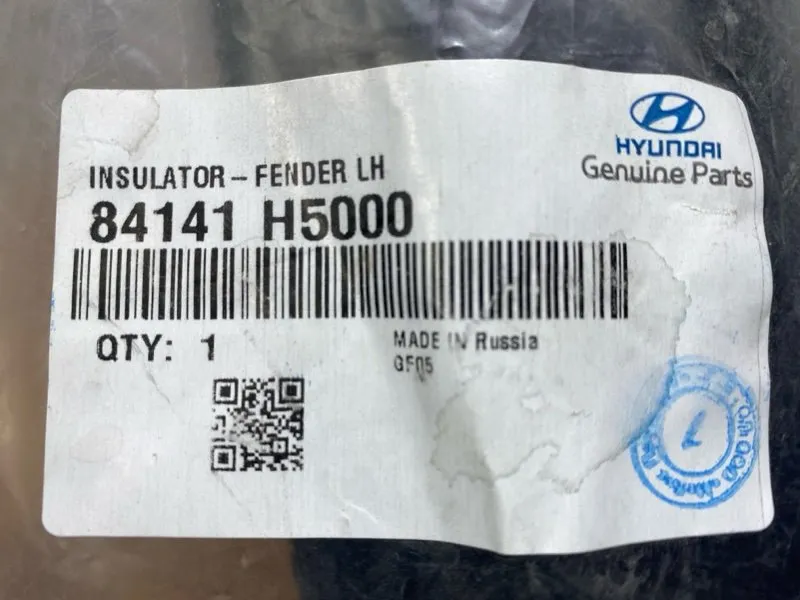 HYUNDAI
Genuine Parts
INSULATOR-FENDER LH
84141 H5000
QTY: 1
MADE IN Russia
GF05